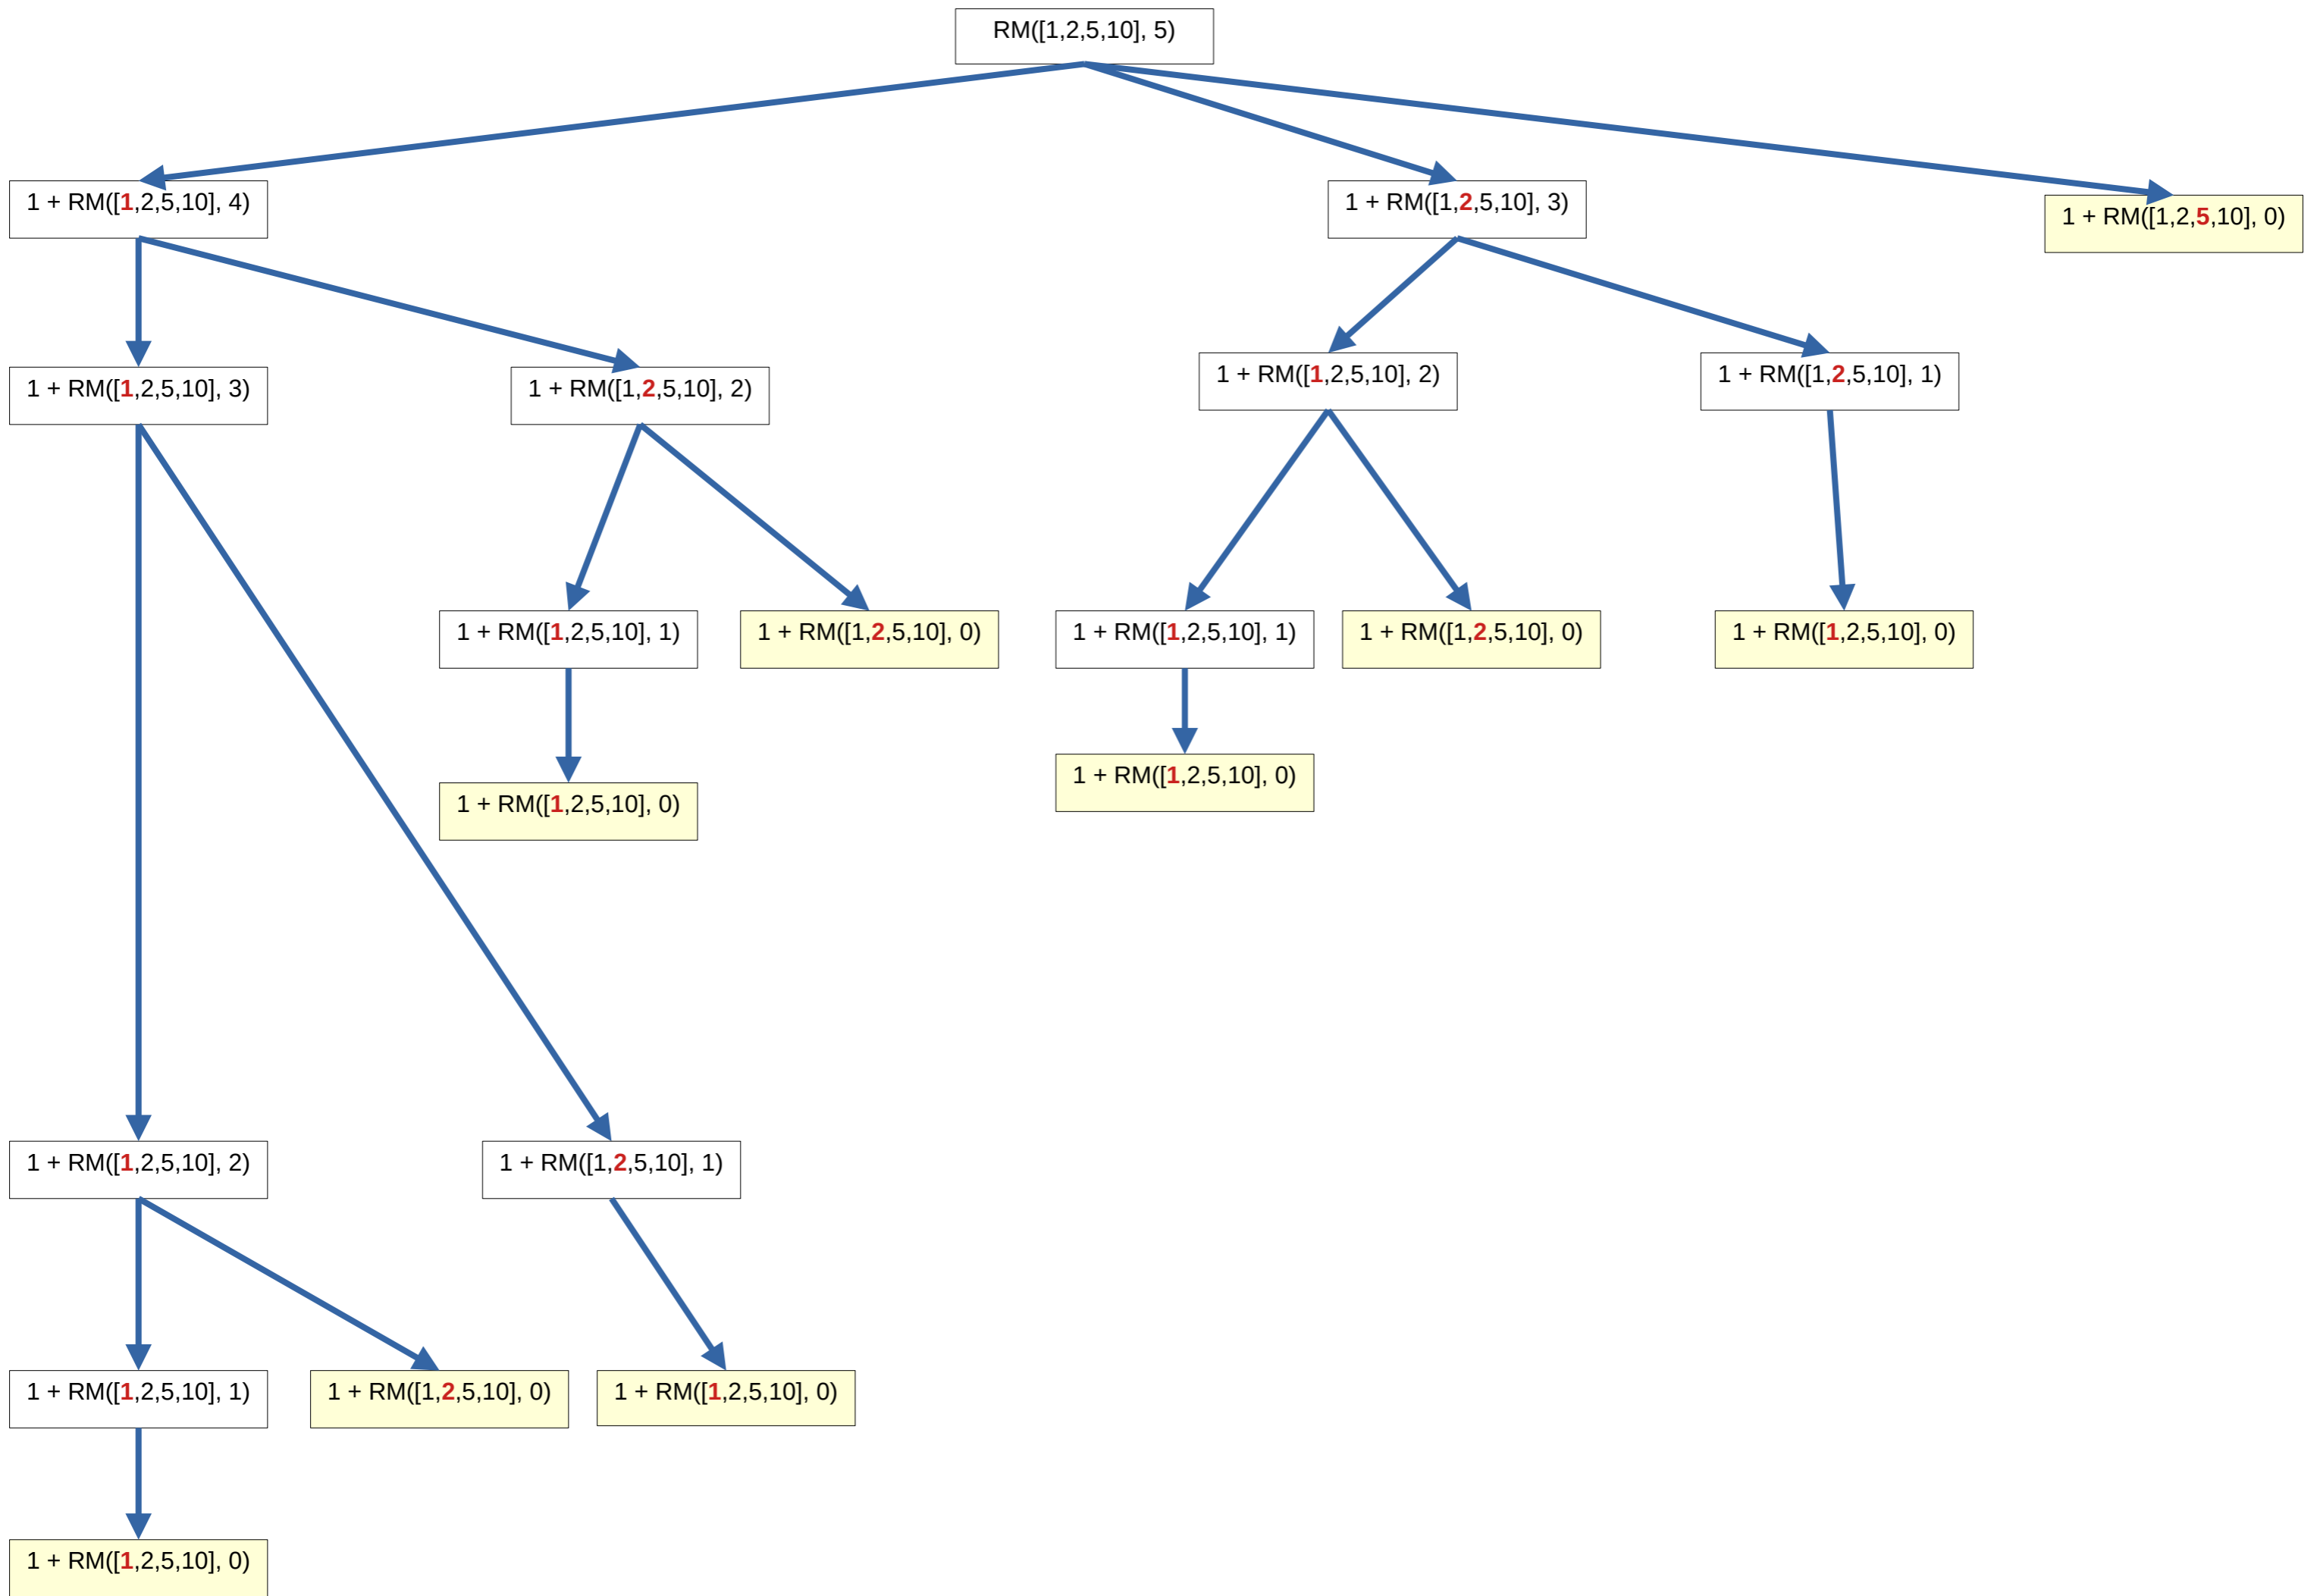 RM([1,2,5,10], 5)
1 + RM([1,2,5,10], 4)
1 + RM([1,2,5,10], 3)
1 + RM([1,2,5,10], 0)
1 + RM([1,2,5,10], 3)
1 + RM([1,2,5,10], 2)
1 + RM([1,2,5,10], 2)
1 + RM([1,2,5,10], 1)
1 + RM([1,2,5,10], 1)
1 + RM([1,2,5,10], 0)
1 + RM([1,2,5,10], 1)
1 + RM([1,2,5,10], 0)
1 + RM([1,2,5,10], 0)
1 + RM([1,2,5,10], 0)
1 + RM([1,2,5,10], 0)
1 + RM([1,2,5,10], 2)
1 + RM([1,2,5,10], 1)
1 + RM([1,2,5,10], 1)
1 + RM([1,2,5,10], 0)
1 + RM([1,2,5,10], 0)
1 + RM([1,2,5,10], 0)